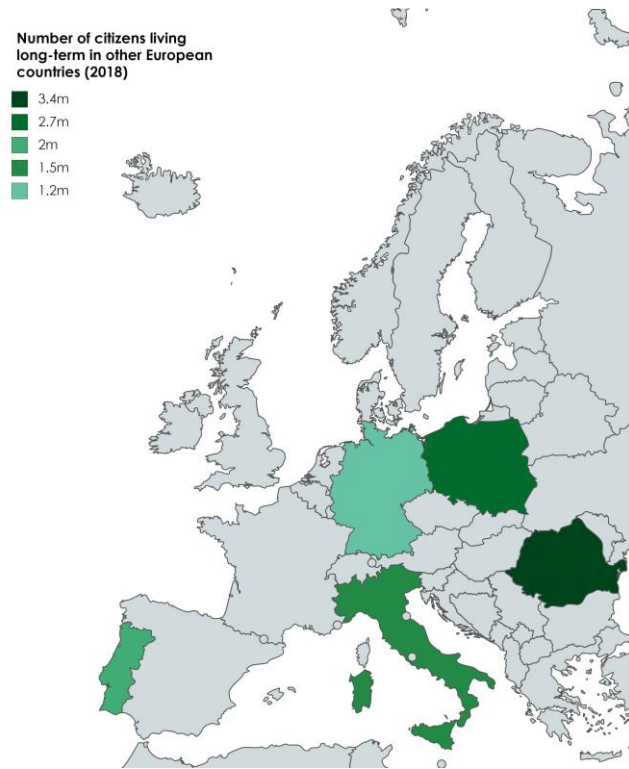 Number of citizens living
long-term in other European
countries (2018)
3.4m
2.7m
2m
1.5m
1.2m